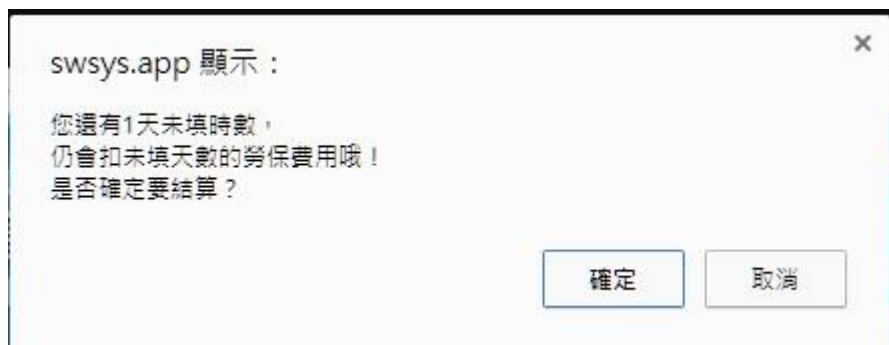 swsys.app 顯示：
您還有1天未填時數，
仍會扣未填天數的勞保費用哦！
是否確定要結算？
確定
取消